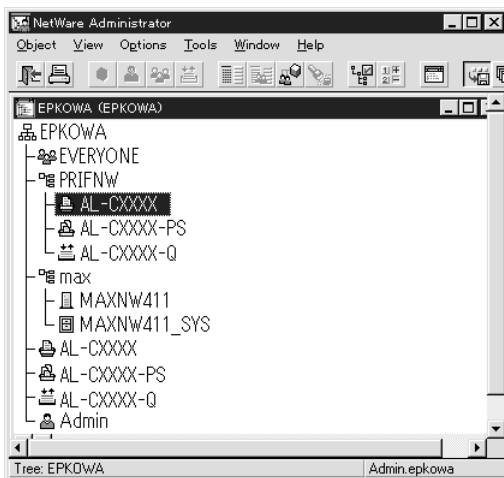 NetWare Administrator
Object View Options Tools Window Help
EPKOWA (EPKOWA)
EPKOWA
EVERYONE
PRIFNW
AL-CXXXX
AL-CXXXX-PS
AL-CXXXX-Q
max
MAXNW411
MAXNW411_SYS
AL-CXXXX
AL-CXXXX-PS
AL-CXXXX-Q
Admin
Tree: EPKOWA Admin.epkowa